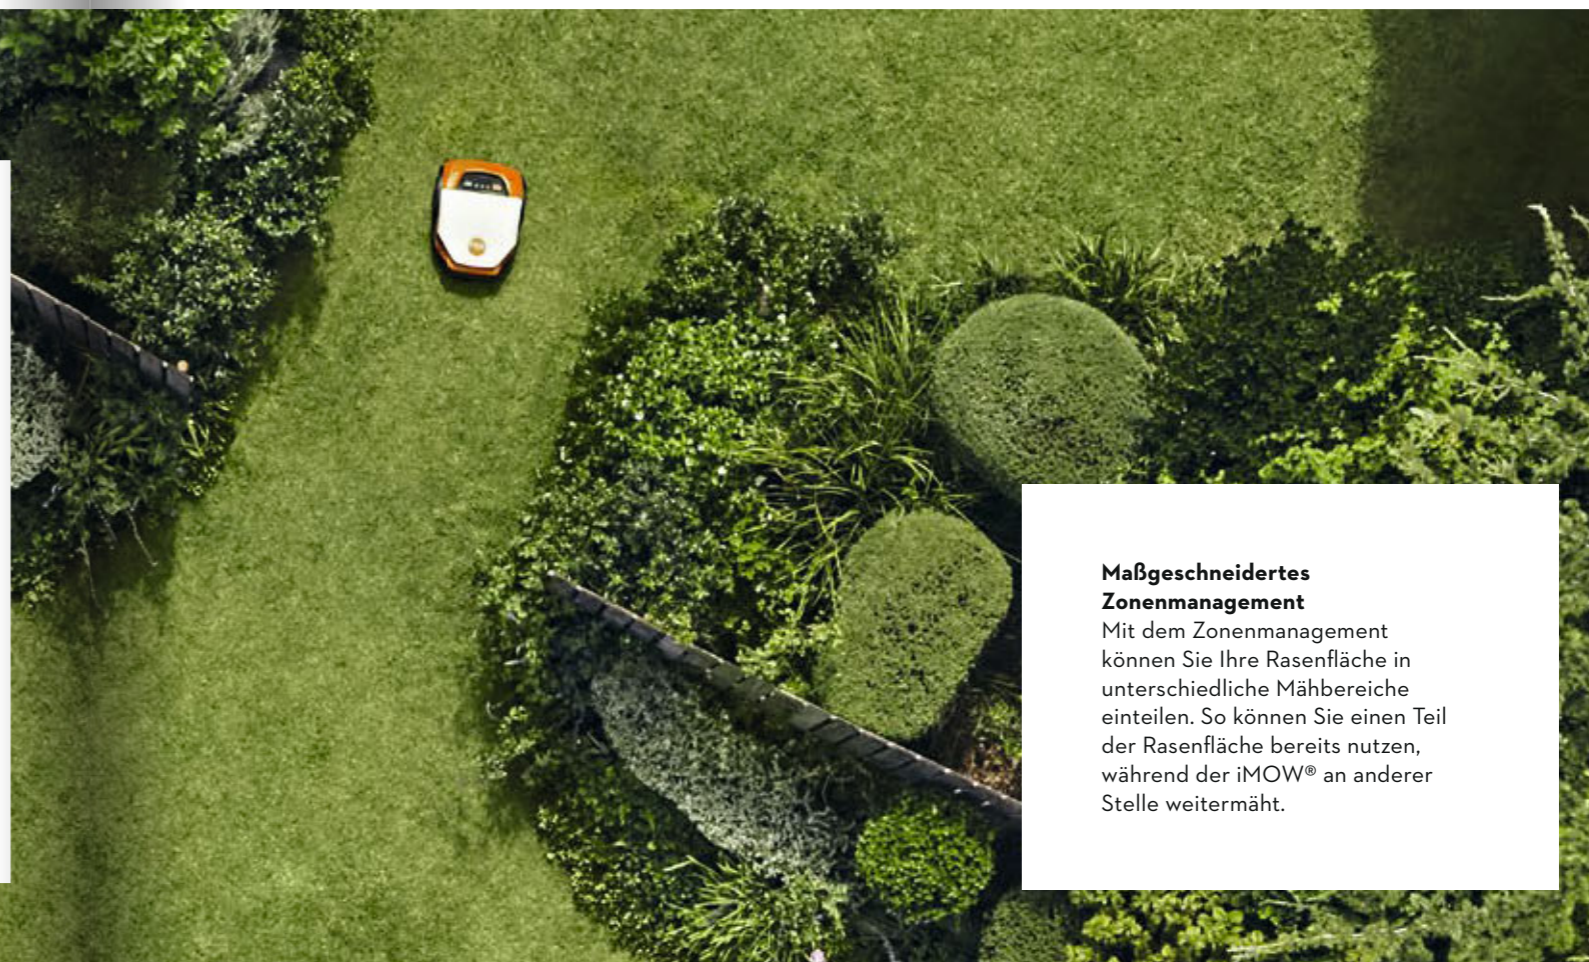 Maßgeschneidertes
Zonenmanagement
Mit dem Zonenmanagement
können Sie Ihre Rasenfläche in
unterschiedliche Mähbereiche
einteilen. So können Sie einen Teil
der Rasenfläche bereits nutzen,
während der iMOW® an anderer
Stelle weitermäht.